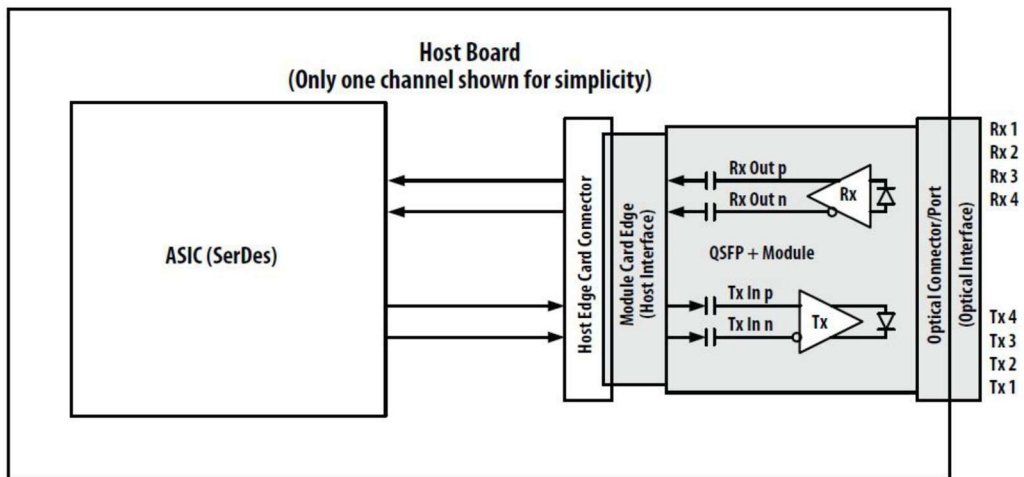 Host Board
(Only one channel shown for simplicity)
ASIC (SerDes)
Host Edge Card Connector
Module Card Edge
(Host Interface)
Rx Out p
Rx Out n
Rx
QSFP + Module
Tx In p
Tx In n
Tx
Optical Connector/Port
(Optical Interface)
Rx 1
Rx 2
Rx 3
Rx 4
Tx 4
Tx 3
Tx 2
Tx 1